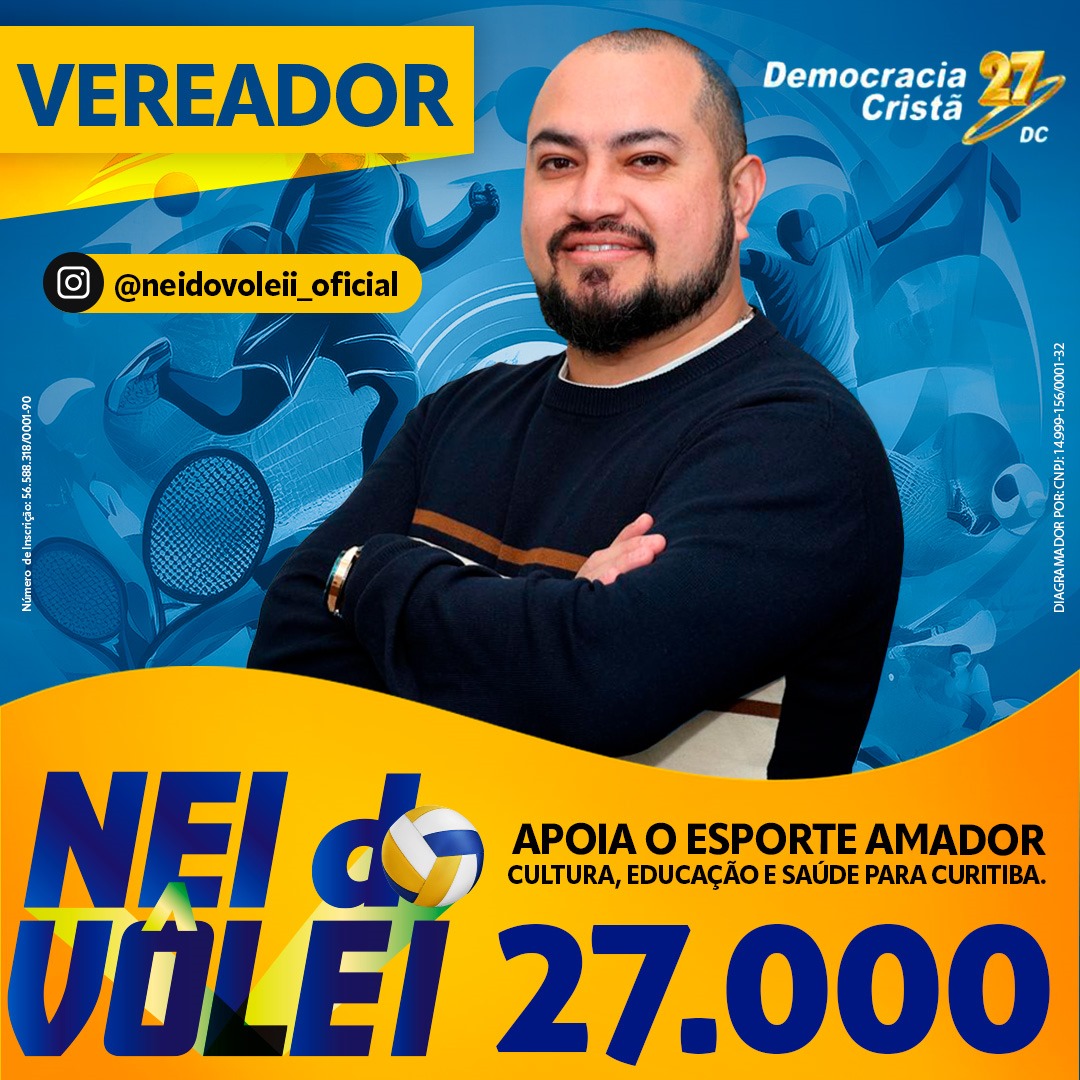 VEREADOR
Democracia
Cristã
27
DC
@neidovoleii_oficial
Número de Inscrição: 56.588.318/0001-90
DIAGRAMADOR POR: CNPJ: 14.999-156/0001-32
NEI do
VÔLEI
APOIA O ESPORTE AMADOR
CULTURA, EDUCAÇÃO E SAÚDE PARA CURITIBA.
27.000